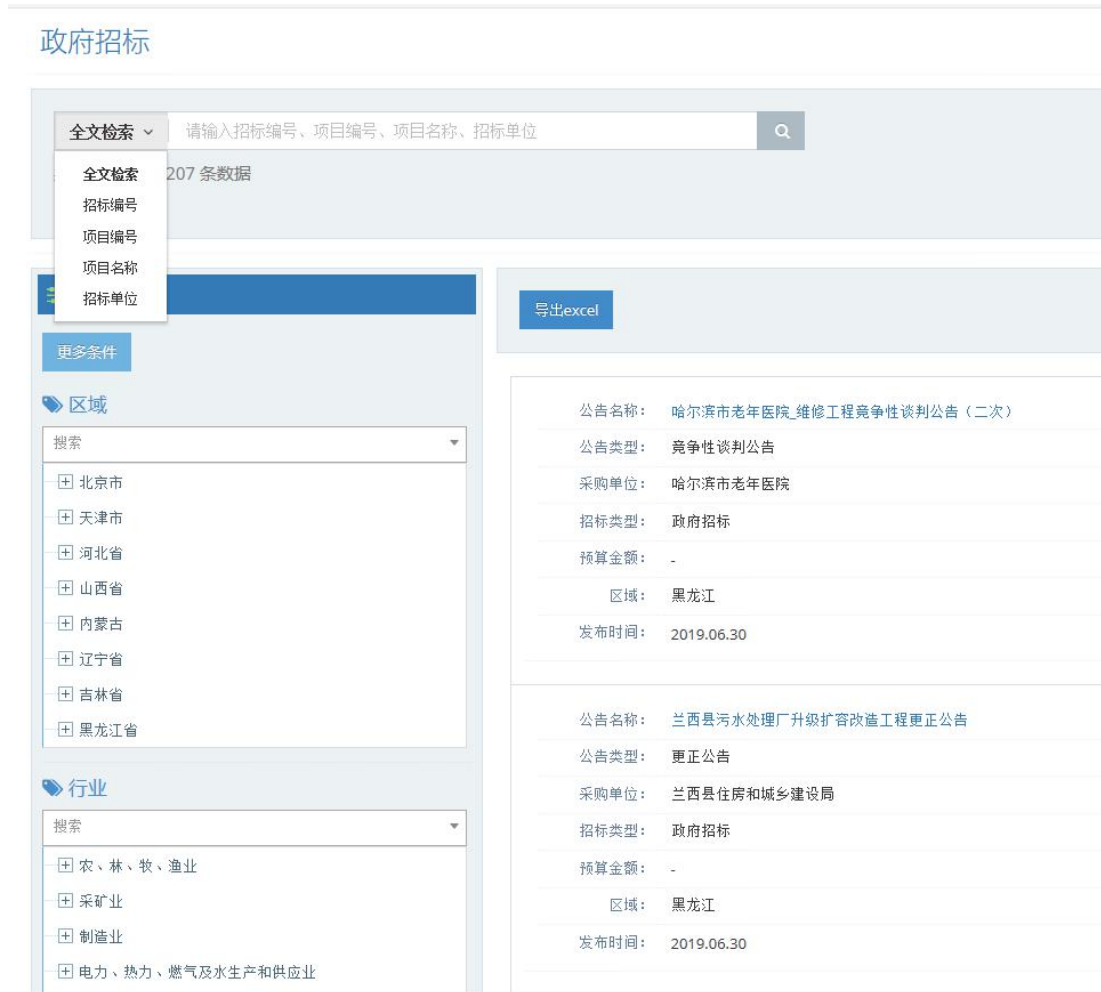 政府招标
全文检索 请输入招标编号、项目编号、项目名称、招标单位
全文检索
207 条数据
招标编号
项目编号
项目名称
招标单位
导出excel
更多条件
区域
搜索
北京市
天津市
河北省
山西省
内蒙古
辽宁省
吉林省
黑龙江省
行业
搜索
农、林、牧、渔业
采矿业
制造业
电力、热力、燃气及水生产和供应业
公告名称： 哈尔滨市老年医院_维修工程竞争性谈判公告（二次）
公告类型： 竞争性谈判公告
采购单位： 哈尔滨市老年医院
招标类型： 政府招标
预算金额： -
区域： 黑龙江
发布时间： 2019.06.30
公告名称： 兰西县污水处理厂升级扩容改造工程更正公告
公告类型： 更正公告
采购单位： 兰西县住房和城乡建设局
招标类型： 政府招标
预算金额： -
区域： 黑龙江
发布时间： 2019.06.30